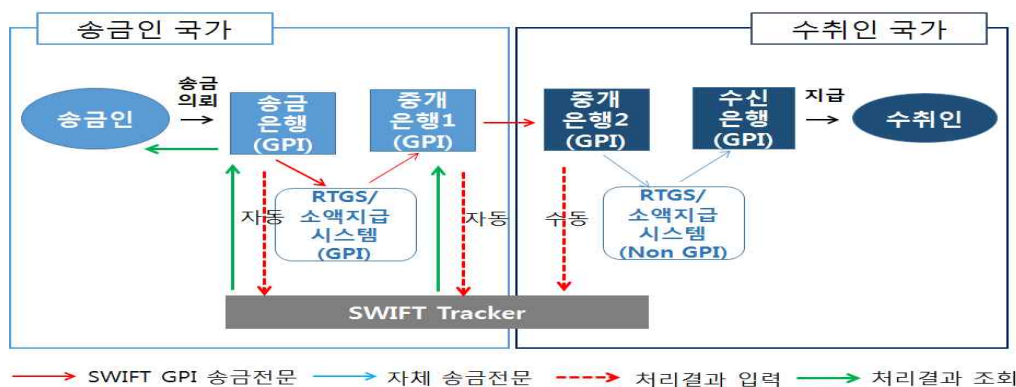 송금인 국가
수취인 국가
송금인
송금
의뢰
송금
은행
(GPI)
중개
은행1
(GPI)
중개
은행2
(GPI)
수신
은행
(GPI)
지급
수취인
RTGS/
소액지급
시스템
(GPI)
RTGS/
소액지급
시스템
(Non GPI)
자동
자동
수동
SWIFT Tracker
SWIFT GPI 송금전문
자체 송금전문
처리결과 입력
처리결과 조회